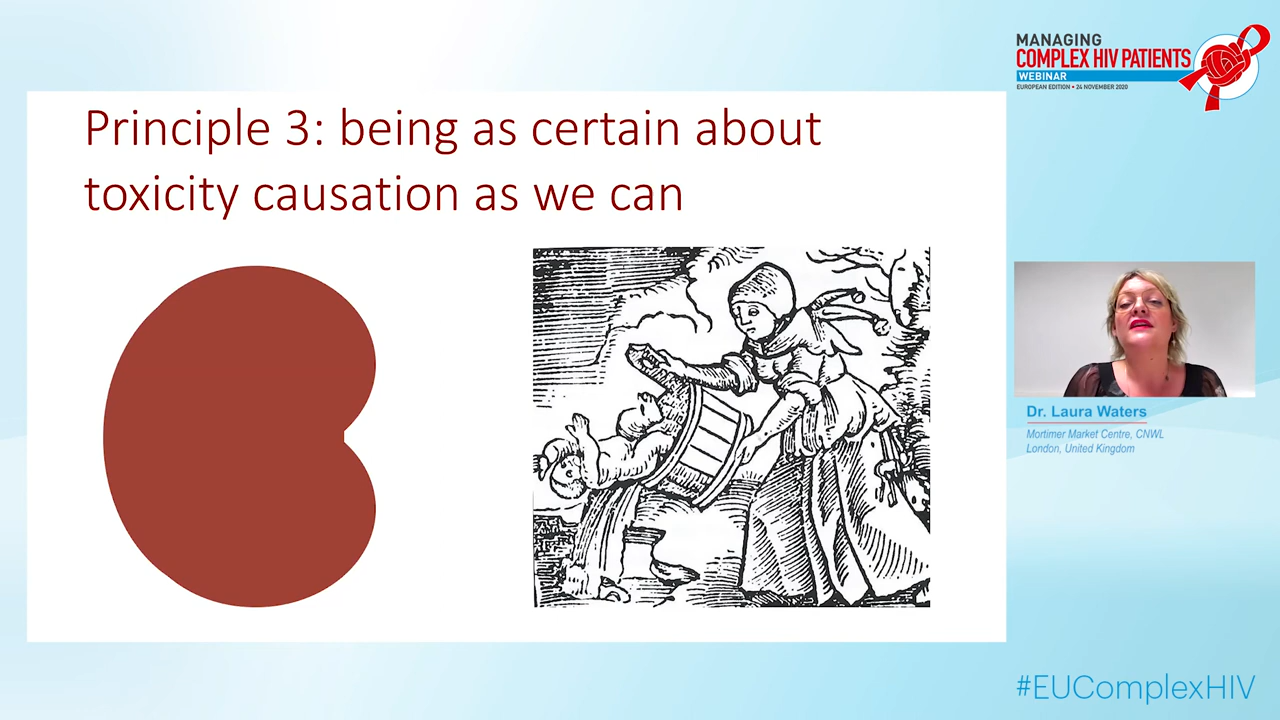 MANAGING
COMPLEX HIV PATIENTS
WEBINAR
EUROPEAN EDITION • 24 NOVEMBER 2020
Principle 3: being as certain about
toxicity causation as we can
Dr. Laura Waters
Mortimer Market Centre, CNWL
London, United Kingdom
#EUComplexHIV